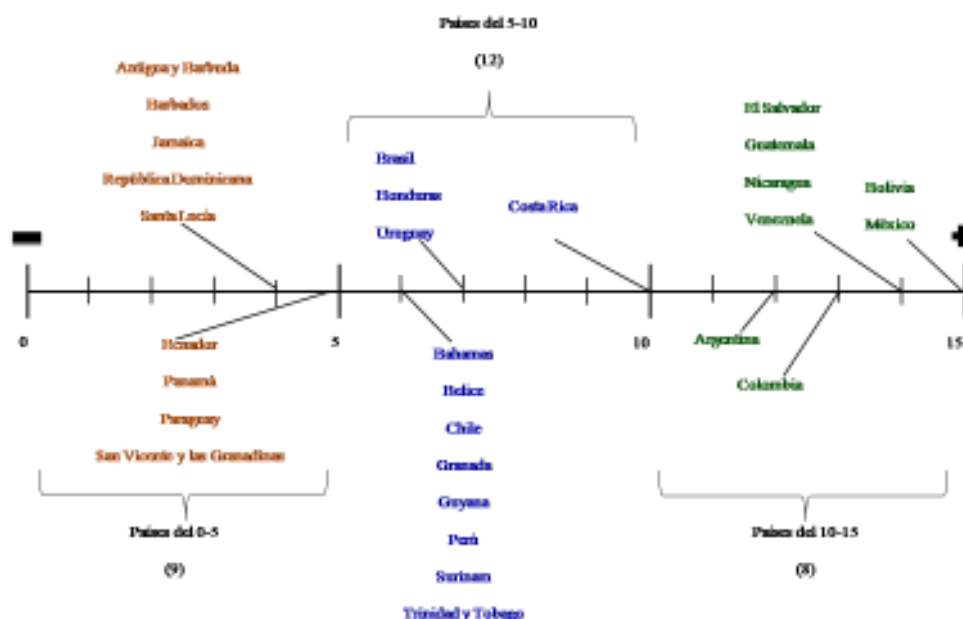 Países del 5-10
(12)
Antigua y Barbuda
Barbados
Jamaica
República Dominicana
Santa Lucía
Brasil
Honduras
Uruguay
Costa Rica
El Salvador
Guatemala
Nicaragua
Venezuela
Bolivia
México
0
5
10
15
Ecuador
Panamá
Paraguay
San Vicente y las Granadinas
Países del 0-5
(9)
Bahamas
Belice
Chile
Granada
Guyana
Perú
Surinam
Trinidad y Tobago
Argentina
Colombia
Países del 10-15
(8)